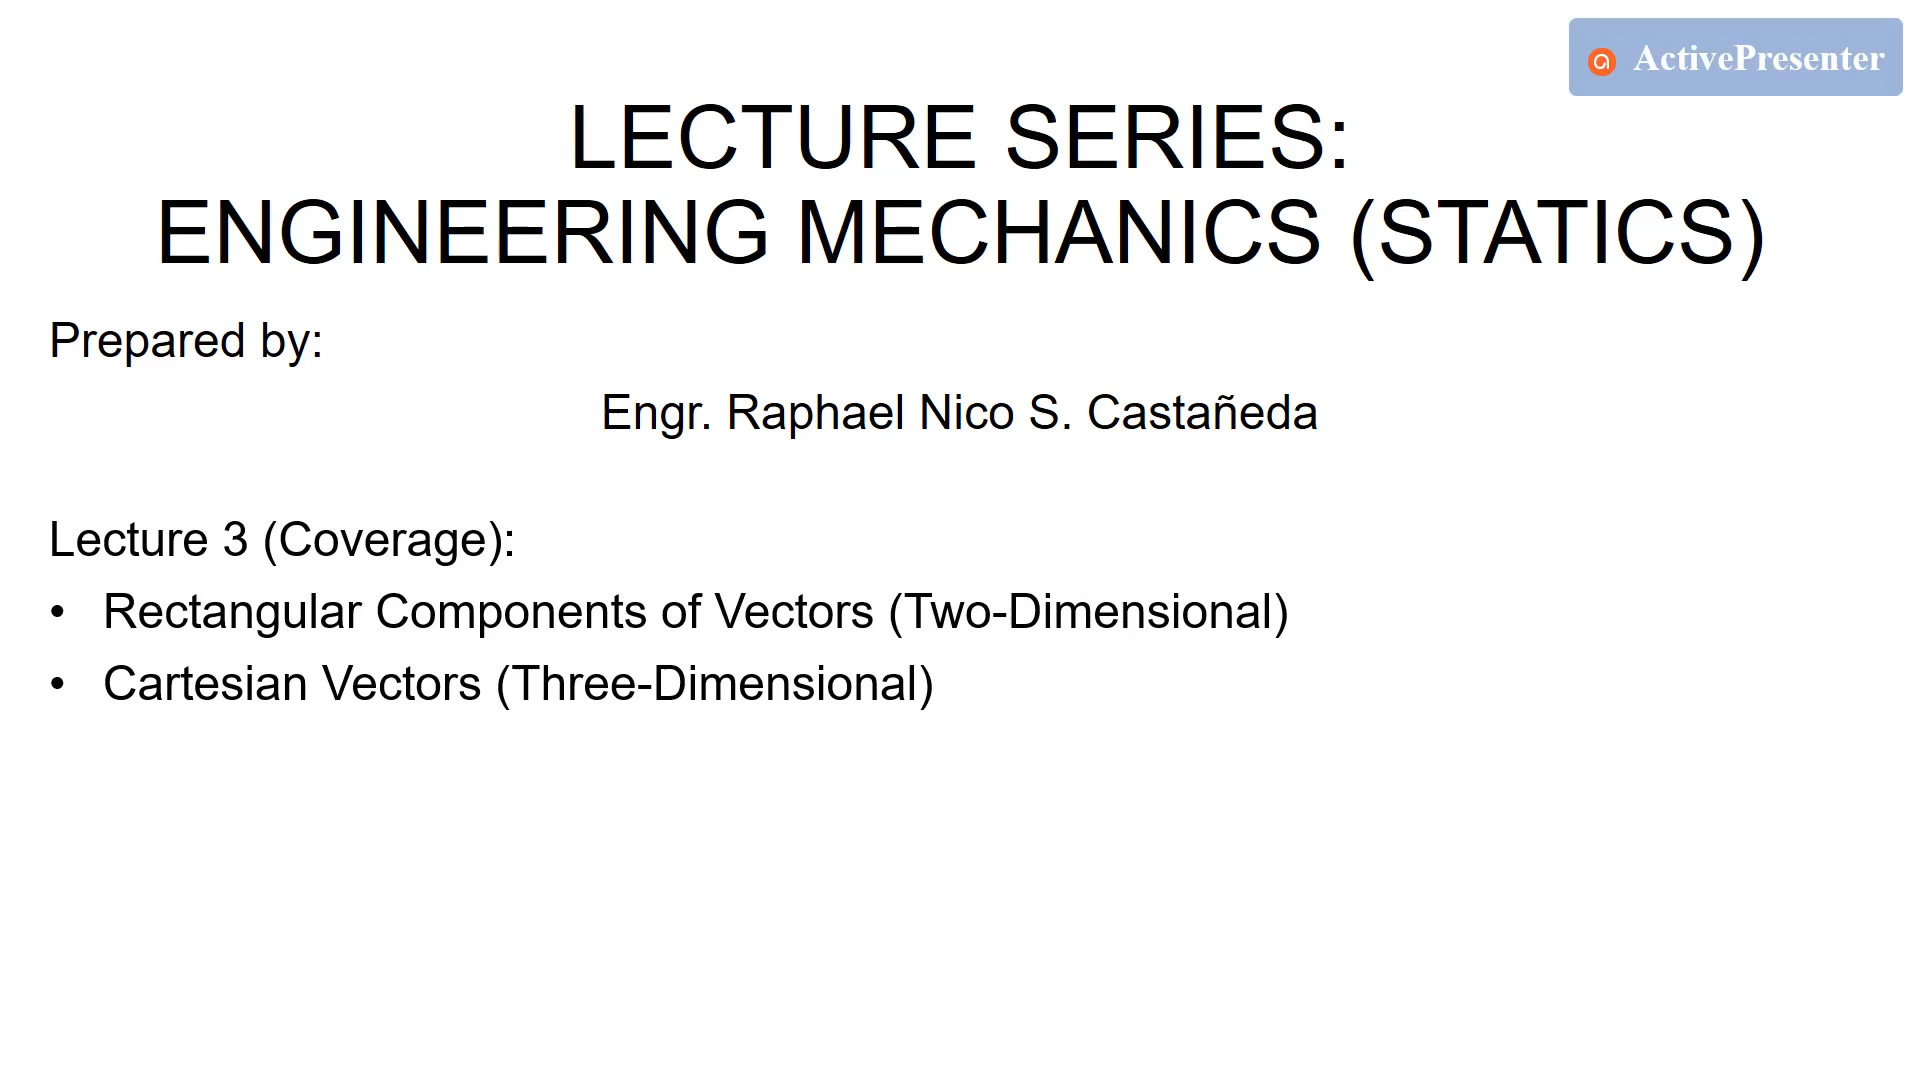 ActivePresenter
LECTURE SERIES:
ENGINEERING MECHANICS (STATICS)
Prepared by:
Engr. Raphael Nico S. Castañeda
Lecture 3 (Coverage):
• Rectangular Components of Vectors (Two-Dimensional)
• Cartesian Vectors (Three-Dimensional)